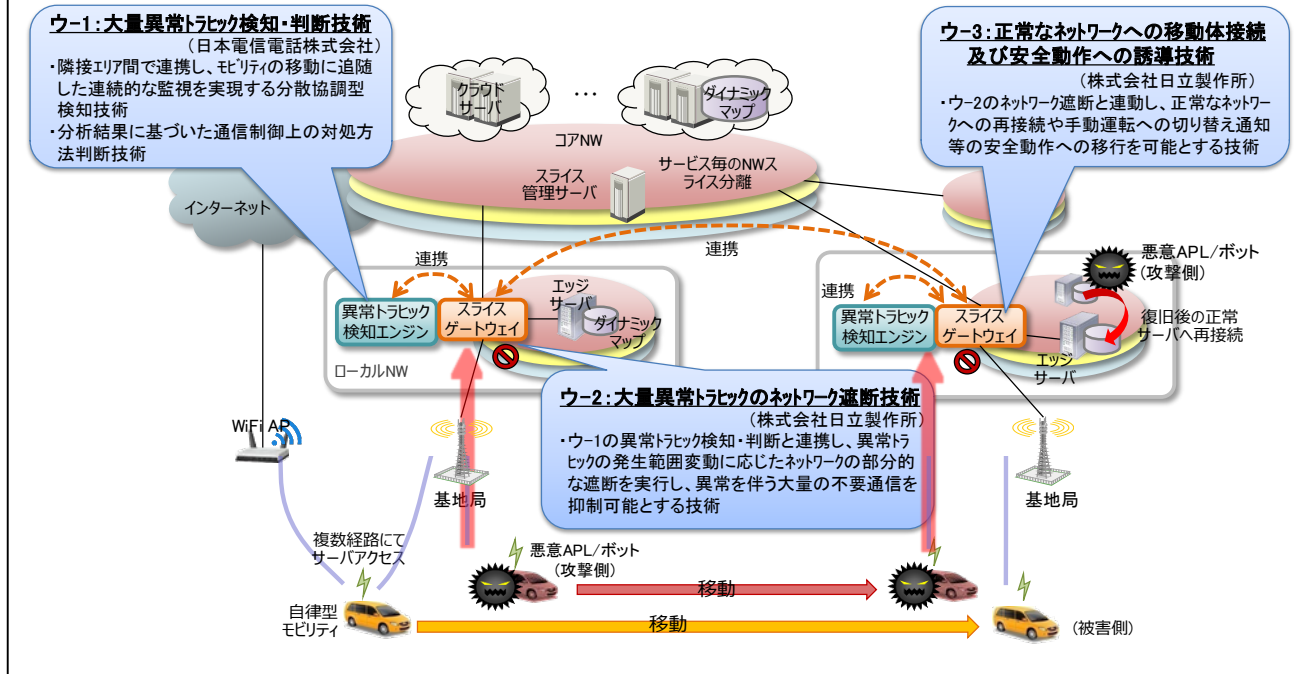 ウ-1：大量異常トラヒック検知・判断技術
（日本電信電話株式会社）
・隣接エリア間で連携し、モビリティの移動に追随
した連続的な監視を実現する分散協調型
検知技術
・分析結果に基づいた通信制御上の対処方
法判断技術
ウ-3：正常なネットワークへの移動体接続
及び安全動作への誘導技術
（株式会社日立製作所）
・ウ-2のネットワーク遮断と連動し、正常なネットワー
クへの再接続や手動運転への切り替え通知
等の安全動作への移行を可能とする技術
クラウド
サーバ
…
ダイナミック
マップ
コアNW
スライス
管理サーバ
サービス毎のNWス
ライス分離
インターネット
連携
連携
異常トラヒック
検知エンジン
スライス
ゲートウェイ
エッジ
サーバ
ダイナミック
マップ
ローカルNW
連携
異常トラヒック
検知エンジン
スライス
ゲートウェイ
悪意APL/ボット
（攻撃側）
復旧後の正常
サーバへ再接続
エッジ
サーバ
ウ-2：大量異常トラヒックのネットワーク遮断技術
（株式会社日立製作所）
・ウ-1の異常トラヒック検知・判断と連携し、異常トラ
ヒックの発生範囲変動に応じたネットワークの部分的
な遮断を実行し、異常を伴う大量の不要通信を
抑制可能とする技術
WiFi AP
基地局
基地局
複数経路にて
サーバアクセス
悪意APL/ボット
（攻撃側）
移動
自律型
モビリティ
移動
（被害側）